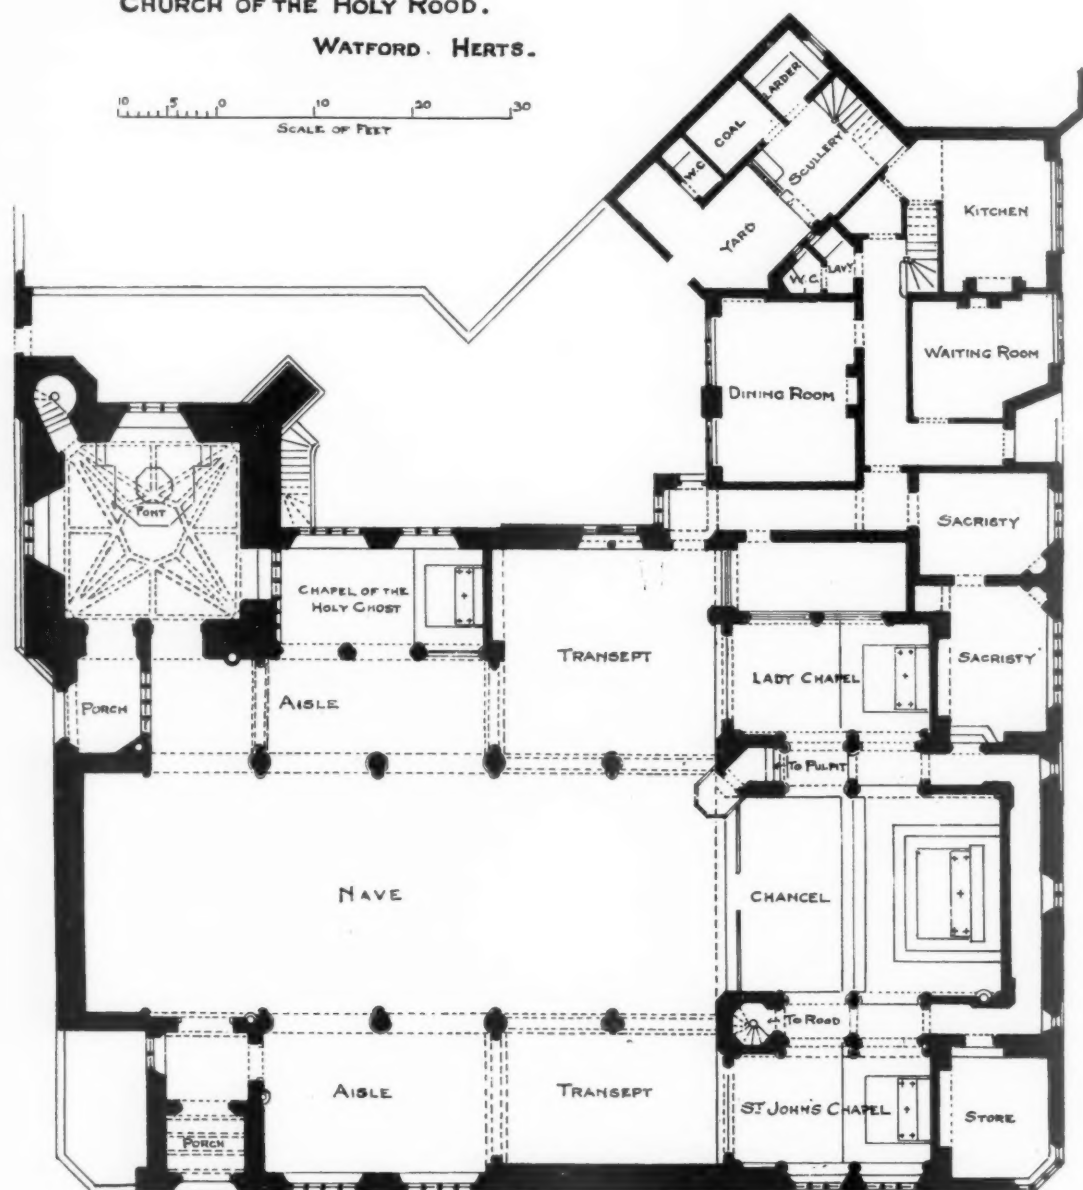 CHURCH OF THE HOLY ROOD.
WATFORD. HERTS.
10 5 0 10 20 30
SCALE OF FEET
LARDER
COAL
W.C
SCULLERY
YARD
KITCHEN
W.C.
LAVY
WAITING ROOM
DINING ROOM
FONT
SACRISTY
CHAPEL OF THE
HOLY GHOST
TRANSEPT
SACRISTY
LADY CHAPEL
AISLE
PORCH
TO PULPIT
NAVE
CHANCEL
TO ROOD
AISLE
TRANSEPT
ST JOHN'S CHAPEL
STORE
PORCH